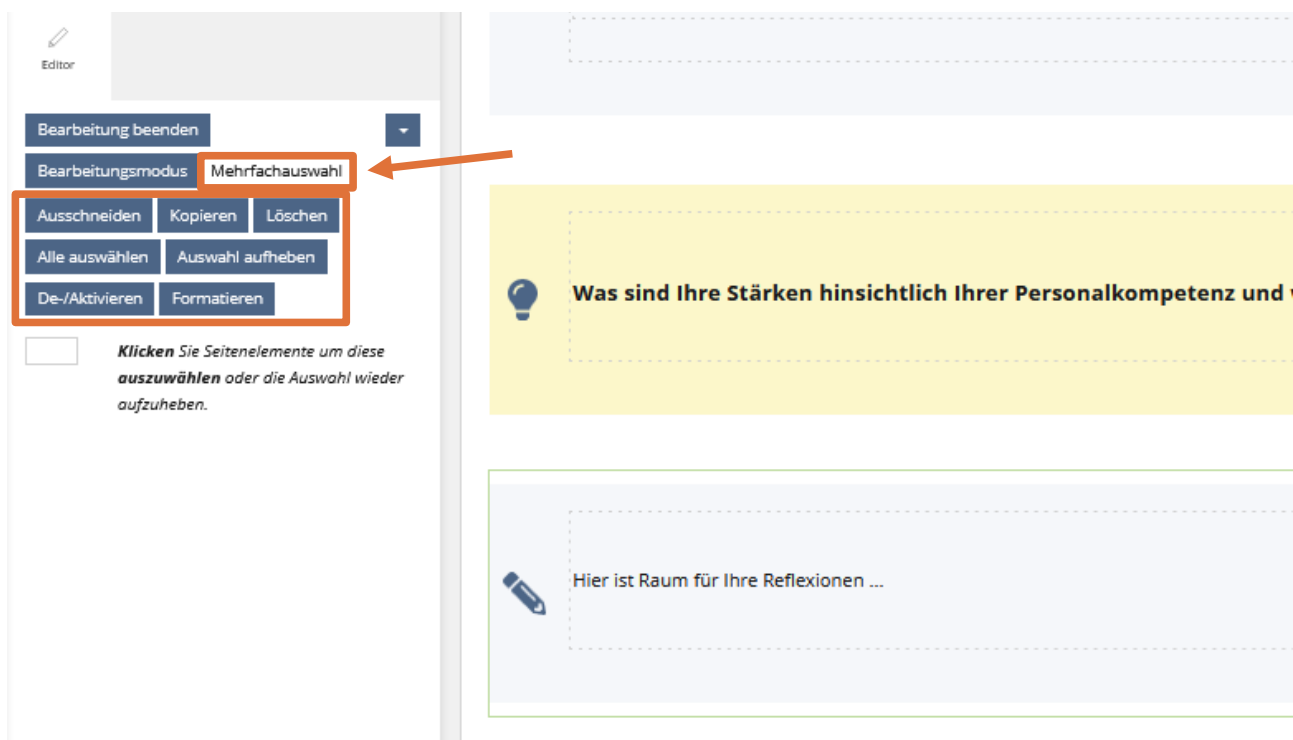 Editor
Bearbeitung beenden
Bearbeitungsmodus Mehrfachauswahl
Ausschneiden Kopieren Löschen
Alle auswählen Auswahl aufheben
De-/Aktivieren Formatieren
Klicken Sie Seitenelemente um diese
auszuwählen oder die Auswahl wieder
aufzuheben.
Was sind Ihre Stärken hinsichtlich Ihrer Personalkompetenz und
Hier ist Raum für Ihre Reflexionen ...